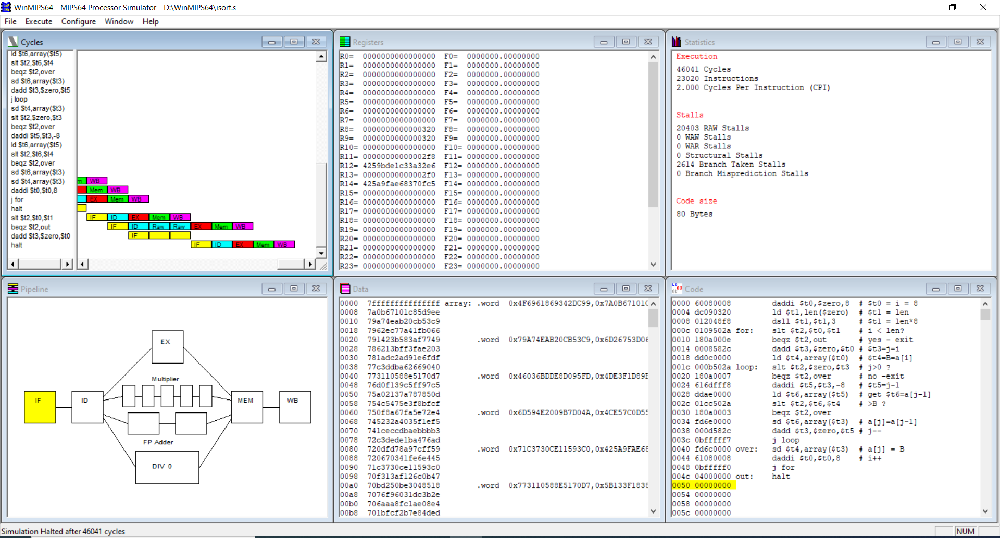 WinMIPS64 - MIPS64 Processor Simulator - D:\WinMIPS64\isort.s
File Execute Configure Window Help
Cycles
ld $t6,array($t5)
slt $t2,$t6,$t4
beqz $t2,over
sd $t6,array($t3)
dadd $t3,$zero,$t5
j loop
sd $t4,array($t3)
slt $t2,$zero,$t3
beqz $t2,over
daddi $t5,$t3,-8
ld $t6,array($t5)
slt $t2,$t6,$t4
beqz $t2,over
sd $t6,array($t3)
sd $t4,array($t3)
daddi $t0,$t0,8
j for
halt
slt $t2,$t0,$t1
beqz $t2,out
dadd $t3,$zero,$t0
halt
m WB
Mem WB
EX Mem WB
IF ID EX Mem WB
IF ID Raw Raw EX Mem WB
IF
IF ID EX Mem WB
Registers
R0= 0000000000000000 F0= 0000000.00000000
R1= 0000000000000000 F1= 0000000.00000000
R2= 0000000000000000 F2= 0000000.00000000
R3= 0000000000000000 F3= 0000000.00000000
R4= 0000000000000000 F4= 0000000.00000000
R5= 0000000000000000 F5= 0000000.00000000
R6= 0000000000000000 F6= 0000000.00000000
R7= 0000000000000000 F7= 0000000.00000000
R8= 0000000000000320 F8= 0000000.00000000
R9= 0000000000000320 F9= 0000000.00000000
R10= 0000000000000000 F10= 0000000.00000000
R11= 00000000000002f8 F11= 0000000.00000000
R12= 4259bde1c33a32e6 F12= 0000000.00000000
R13= 00000000000002f0 F13= 0000000.00000000
R14= 425a9fae68370fc5 F14= 0000000.00000000
R15= 0000000000000000 F15= 0000000.00000000
R16= 0000000000000000 F16= 0000000.00000000
R17= 0000000000000000 F17= 0000000.00000000
R18= 0000000000000000 F18= 0000000.00000000
R19= 0000000000000000 F19= 0000000.00000000
R20= 0000000000000000 F20= 0000000.00000000
R21= 0000000000000000 F21= 0000000.00000000
R22= 0000000000000000 F22= 0000000.00000000
R23= 0000000000000000 F23= 0000000.00000000
Statistics
Execution
46041 Cycles
23020 Instructions
2.000 Cycles Per Instruction (CPI)
Stalls
20403 RAW Stalls
0 WAW Stalls
0 WAR Stalls
0 Structural Stalls
2614 Branch Taken Stalls
0 Branch Misprediction Stalls
Code size
80 Bytes
Pipeline
EX
Multiplier
IF ID MEM WB
FP Adder
DIV 0
Data
0000 7fffffffffffffff array: .word 0x4F6961869342DC99,0x7A0B67101C
0008 7a0b67101c85d9ee
0010 79a74eab20cb53c9
0018 7962ec77a41fb066
0020 791423b583af7749 .word 0x79A74EAB20CB53C9,0x6D26753D06
0028 786213bff3fae203
0030 781adc2ad91e6fdf
0038 77c3ddba62669040
0040 773110588e5170d7 .word 0x46036BDDE8D095FD,0x4DE3F1D89E
0048 76d0f139c5ff97c5
0050 75a02137a787850d
0058 754c5475e3f8bfcf
0060 750f8a67fa5e72e4 .word 0x6D594E2009B7D04A,0x4CE57C0D55
0068 745232a4035f1ef5
0070 741ceccdbaebbbb3
0078 72c3dede1ba476ad
0080 720dfd78a97cff59 .word 0x71C3730CE11593C0,0x425A9FAE68
0088 720670341fe6e445
0090 71c3730ce11593c0
0098 70f313af126c0b47
00a0 70bd250be3048518 .word 0x773110588E5170D7,0x5B133F1838
00a8 7076f96031dc3b2e
00b0 706aaa8fc1ae08e4
00b8 701bfcf2b7e84ded
Code
0000 60080008 daddi $t0,$zero,8 # $t0 = i = 8
0004 dc090320 ld $t1,len($zero) # $t1 = len
0008 012048f8 dsll $t1,$t1,3 # $t1 = len*8
000c 0109502a for: slt $t2,$t0,$t1 # i < len?
0010 180a000e beqz $t2,out # yes - exit
0014 0008582c dadd $t3,$zero,$t0 # $t3=j=i
0018 dd0c0000 ld $t4,array($t0) # $t4=B=a[i]
001c 000b502a loop: slt $t2,$zero,$t3 # j>0 ?
0020 180a0007 beqz $t2,over # no -exit
0024 616dfff8 daddi $t5,$t3,-8 # $t5=j-1
0028 ddae0000 ld $t6,array($t5) # get $t6=a[j-1]
002c 01cc502a slt $t2,$t6,$t4 # >B ?
0030 180a0003 beqz $t2,over
0034 fd6e0000 sd $t6,array($t3) # a[j]=a[j-1]
0038 000d582c dadd $t3,$zero,$t5 # j--
003c 0bfffff7 j loop
0040 fd6c0000 over: sd $t4,array($t3) # a[j] = B
0044 61080008 daddi $t0,$t0,8 # i++
0048 0bfffff0 j for
004c 04000000 out: halt
0050 00000000
0054 00000000
0058 00000000
005c 00000000
Simulation Halted after 46041 cycles
NUM